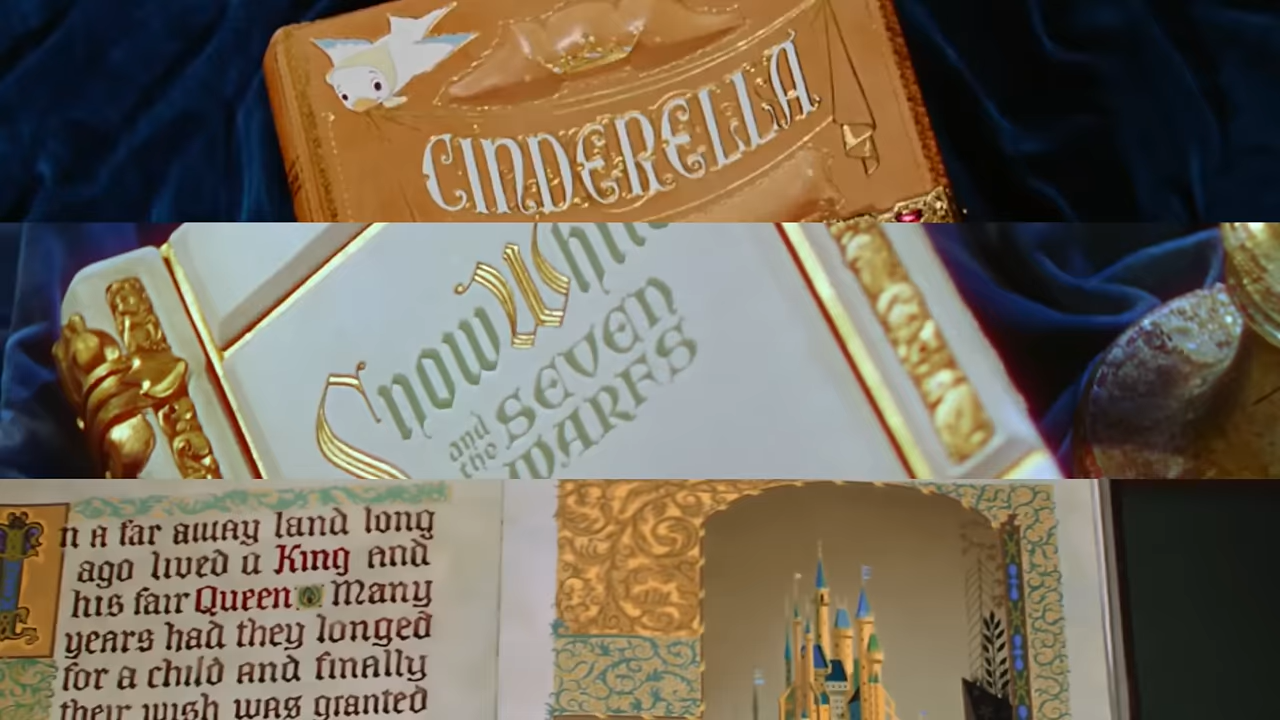 CINDERELLA
Snow White
and the SEVEN
DWARFS
In a far away land long
ago lived a King and
his fair Queen Many
years had they longed
for a child and finally
their wish was granted